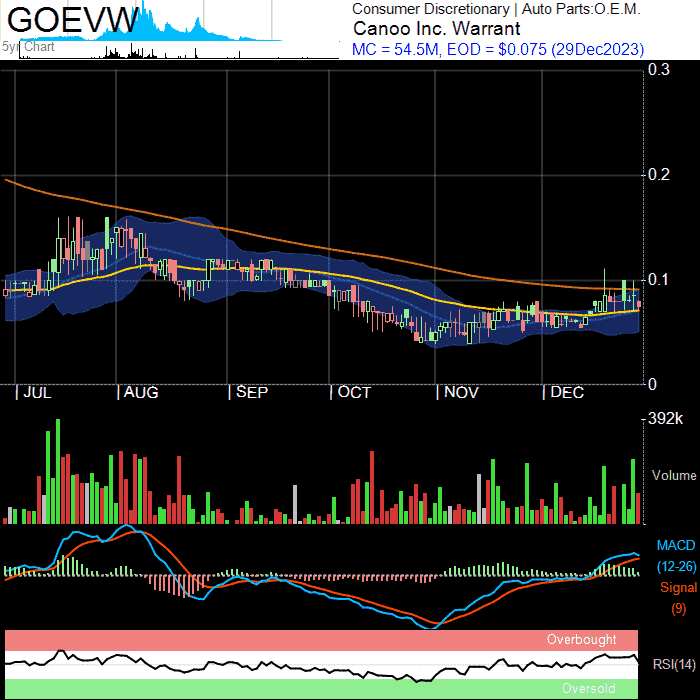 GOEVW
Consumer Discretionary | Auto Parts:O.E.M.
Canoo Inc. Warrant
5yr Chart
MC = 54.5M, EOD = $0.075 (29Dec2023)
0.3
0.2
0.1
0
JUL AUG SEP OCT NOV DEC
392k
Volume
MACD
(12-26)
Signal
(9)
Overbought
RSI(14)
Oversold